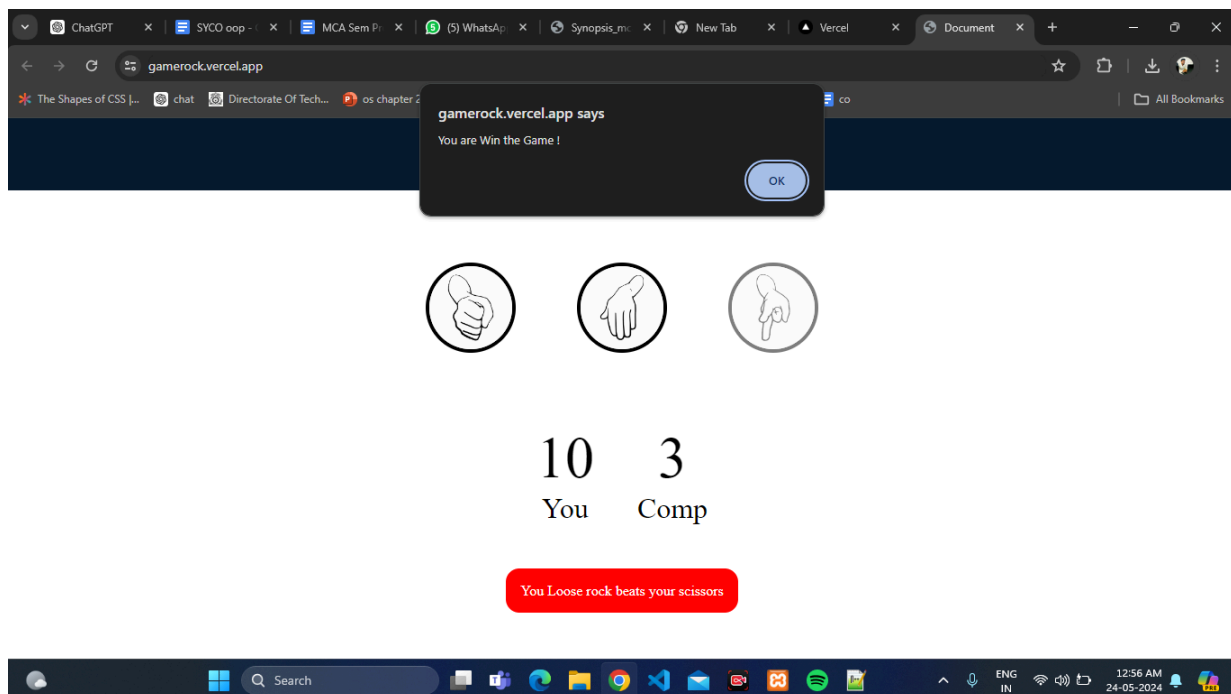 ChatGPT
SYCO oop -
MCA Sem Pr
(5) WhatsAp
Synopsis_mc
New Tab
Vercel
Document
gamerock.vercel.app
The Shapes of CSS |...
chat
Directorate Of Tech...
os chapter 2
co
All Bookmarks
gamerock.vercel.app says
You are Win the Game !
OK
10 3
You Comp
You Loose rock beats your scissors
Search
ENG
IN
12:56 AM
24-05-2024
PRE